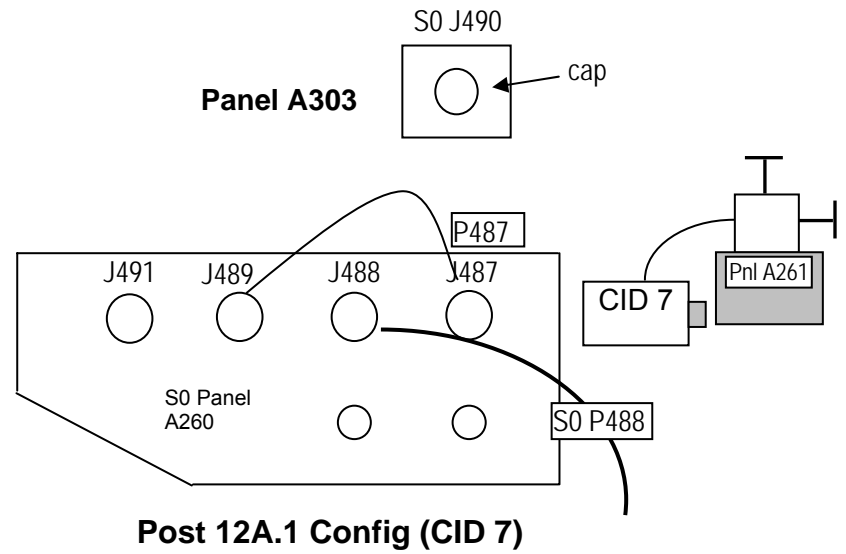 S0 J490
cap
Panel A303
P487
J491 J489 J488 J487
Pnl A261
CID 7
S0 Panel
A260
S0 P488
Post 12A.1 Config (CID 7)